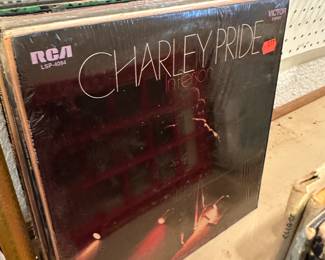 RCA
LSP-4094
VICTOR
CHARLEY PRIDE
in Person